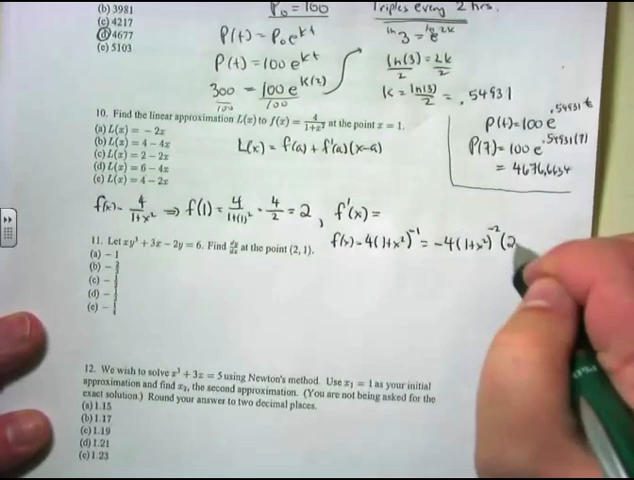 (b) 3981
(c) 4217
(d) 4677
(e) 5103
P₀ = 100
Triples every 2 hrs.
P(t) = P₀e^kt
P(t) = 100 e^kt
300 = 100 e^k(2)
100 100
ln 3 = ln e^2k
ln(3) = 2k
2 2
k = ln(3)/2 = .54931
P(t) = 100 e^.54931t
P(7) = 100 e^.54931(7)
= 4676.6634
10. Find the linear approximation L(x) to f(x) = 4/(1+x²) at the point x = 1.
(a) L(x) = −2x
(b) L(x) = 4 − 4x
(c) L(x) = 2 − 2x
(d) L(x) = 6 − 4x
(e) L(x) = 4 − 2x
L(x) = f(a) + f'(a)(x-a)
f(x) = 4/(1+x²) ⇒ f(1) = 4/(1+(1)²) = 4/2 = 2, f'(x) =
f(x) = 4(1+x²)^-1 = -4(1+x²)^-2 (2
11. Let xy³ + 3x − 2y = 6. Find dy/dx at the point (2, 1).
(a) − 1
(b) −
(c) −
(d) −
(e) −
12. We wish to solve x³ + 3x = 5 using Newton's method. Use x₁ = 1 as your initial
approximation and find x₂, the second approximation. (You are not being asked for the
exact solution.) Round your answer to two decimal places.
(a) 1.15
(b) 1.17
(c) 1.19
(d) 1.21
(e) 1.23